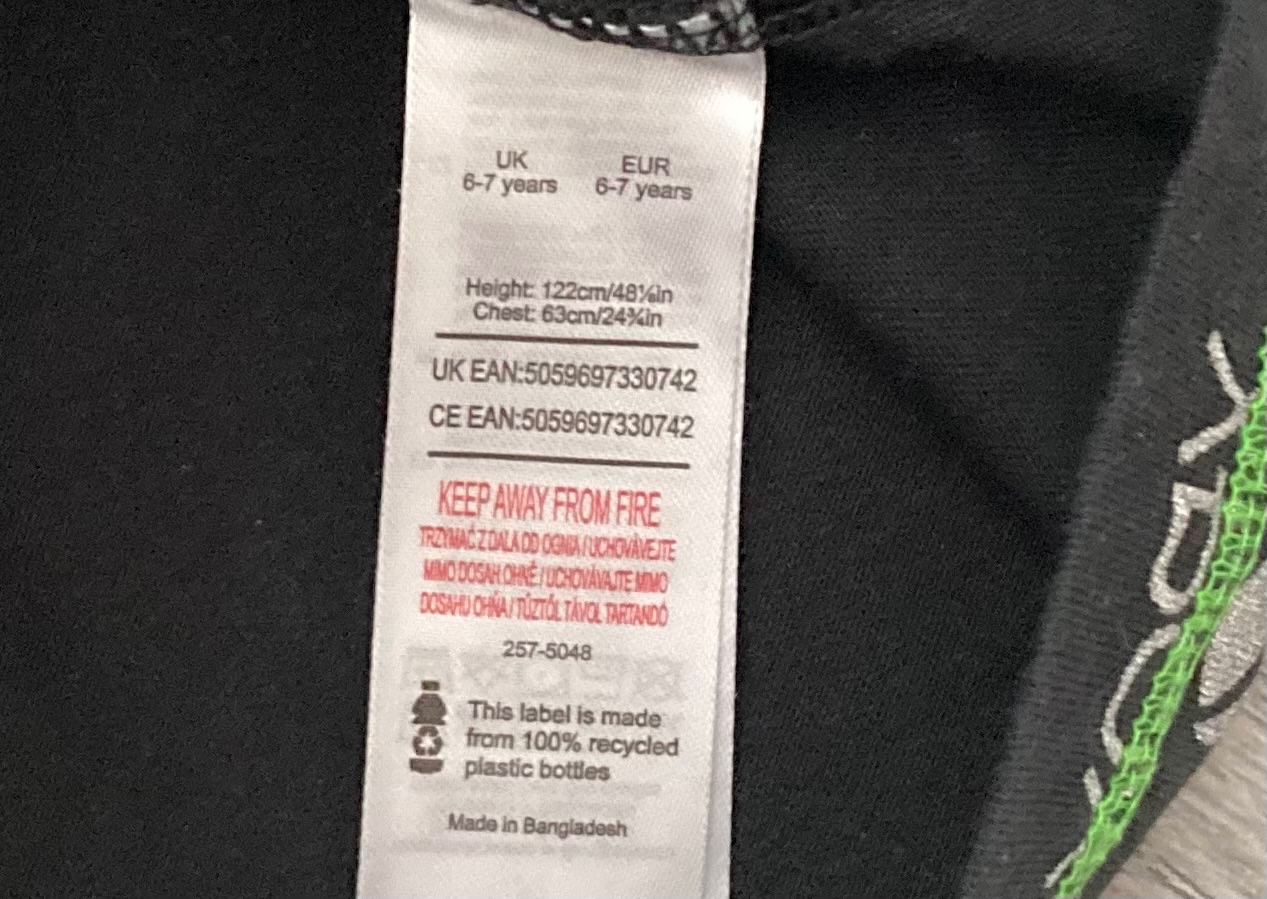 UK EUR
6-7 years 6-7 years
Height: 122cm/48⅛in
Chest: 63cm/24¾in
UK EAN:5059697330742
CE EAN:5059697330742
KEEP AWAY FROM FIRE
TRZYMAĆ Z DALA OD OGNIA / UCHOVÁVEJTE
MIMO DOSAH OHNĚ / UCHOVÁVAJTE MIMO
DOSAHU OHŇA / TŰZTŐL TÁVOL TARTANDÓ
257-5048
This label is made
from 100% recycled
plastic bottles
Made in Bangladesh